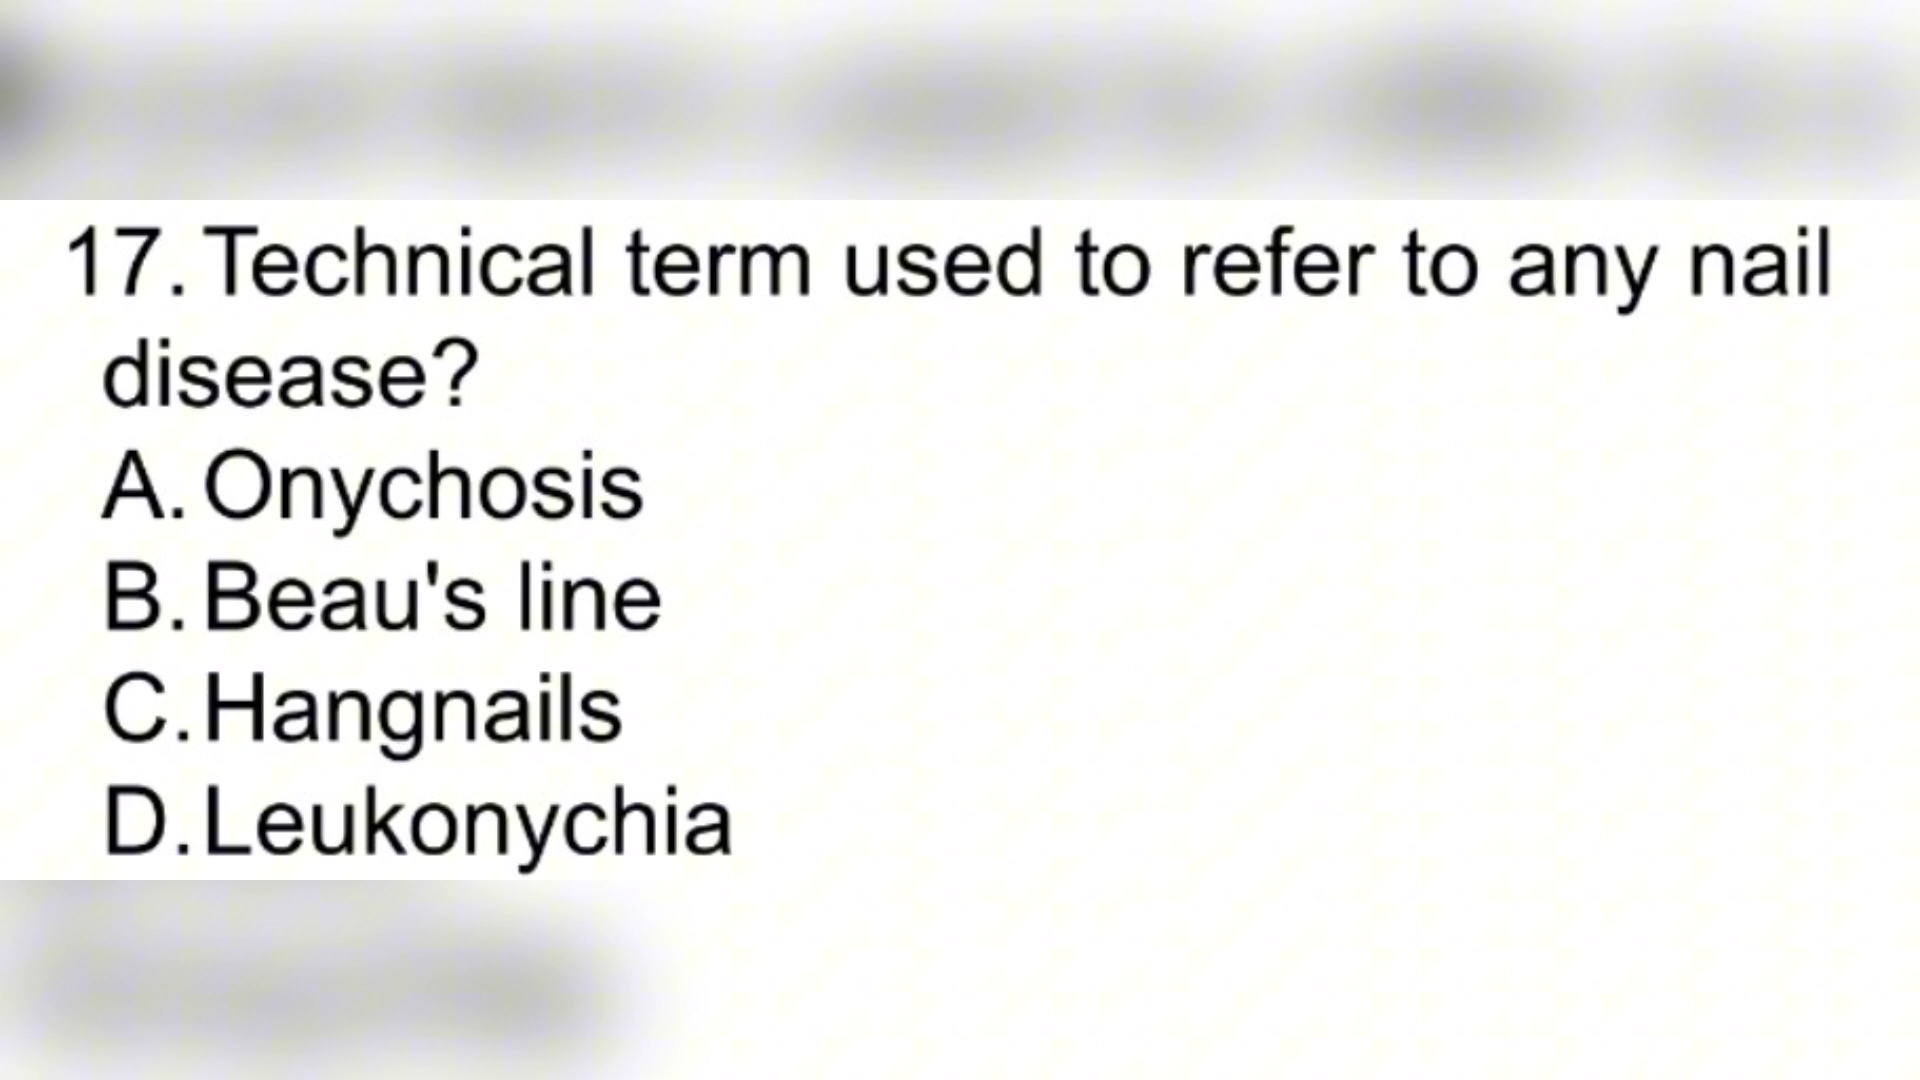 17. Technical term used to refer to any nail
disease?
A. Onychosis
B. Beau's line
C. Hangnails
D. Leukonychia